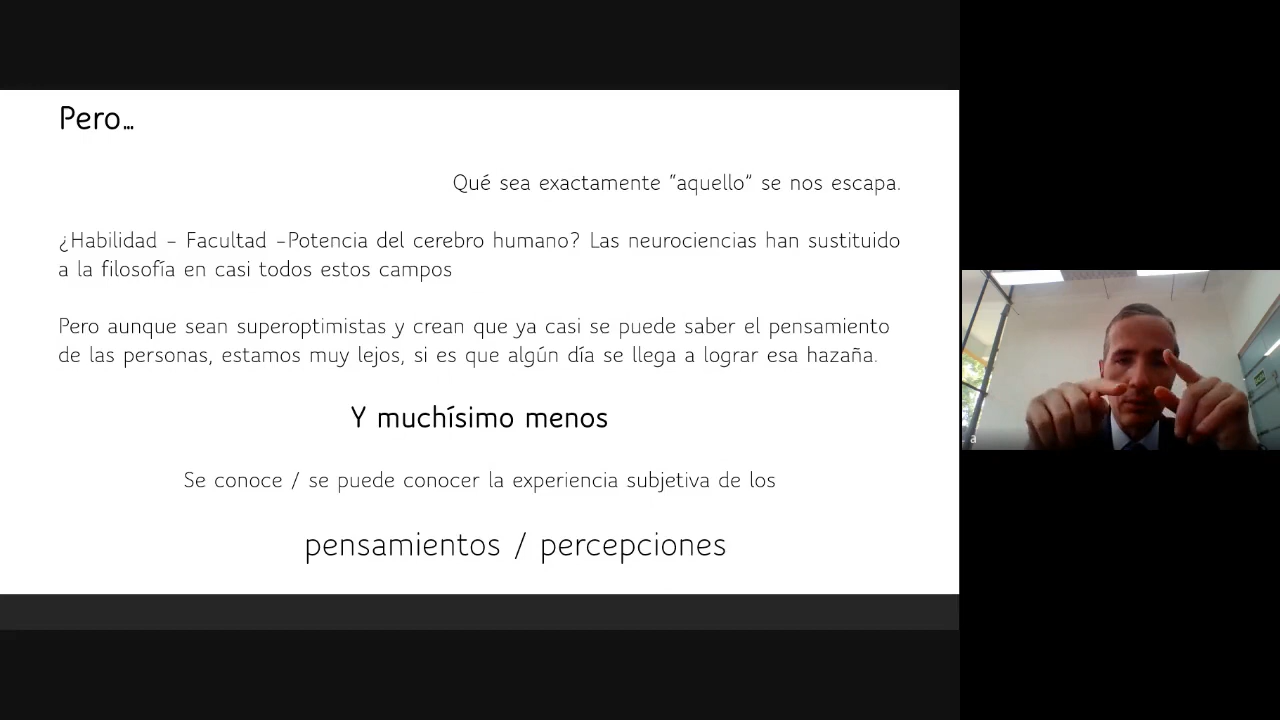 Pero...
Qué sea exactamente "aquello" se nos escapa.
¿Habilidad - Facultad -Potencia del cerebro humano? Las neurociencias han sustituido
a la filosofía en casi todos estos campos
Pero aunque sean superoptimistas y crean que ya casi se puede saber el pensamiento
de las personas, estamos muy lejos, si es que algún día se llega a lograr esa hazaña.
Y muchísimo menos
Se conoce / se puede conocer la experiencia subjetiva de los
pensamientos / percepciones
a